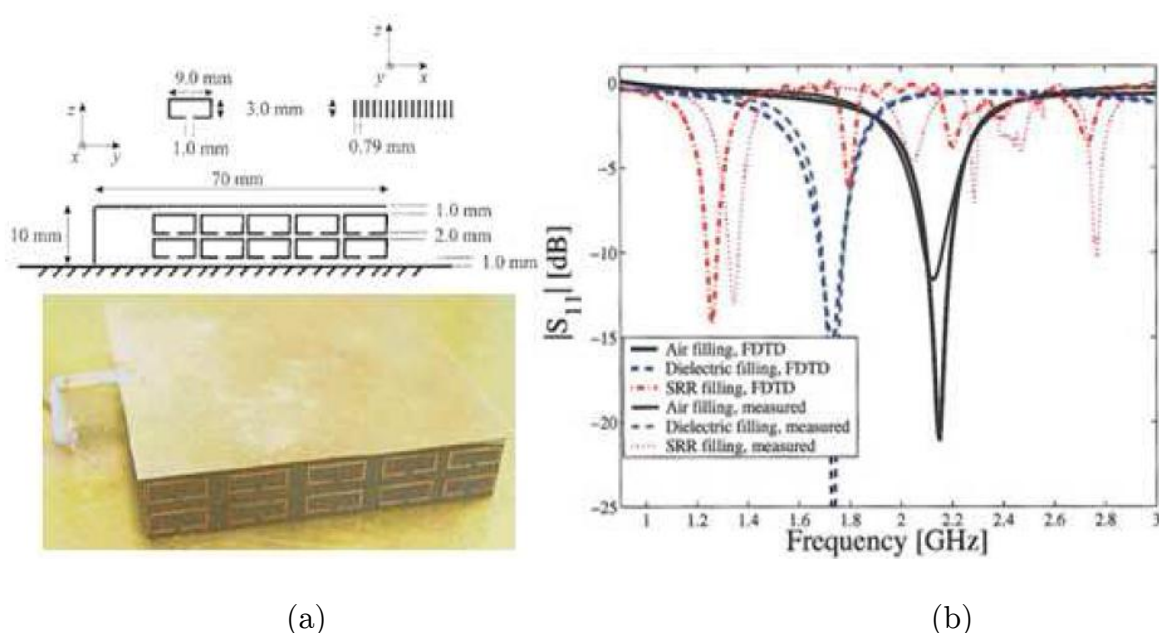 z
y
x
9.0 mm
3.0 mm
z
x
y
1.0 mm
0.79 mm
70 mm
10 mm
1.0 mm
2.0 mm
1.0 mm
(a)
|S11| [dB]
0
−5
−10
−15
−20
−25
Air filling, FDTD
Dielectric filling, FDTD
SRR filling, FDTD
Air filling, measured
Dielectric filling, measured
SRR filling, measured
1 1.2 1.4 1.6 1.8 2 2.2 2.4 2.6 2.8 3
Frequency [GHz]
(b)